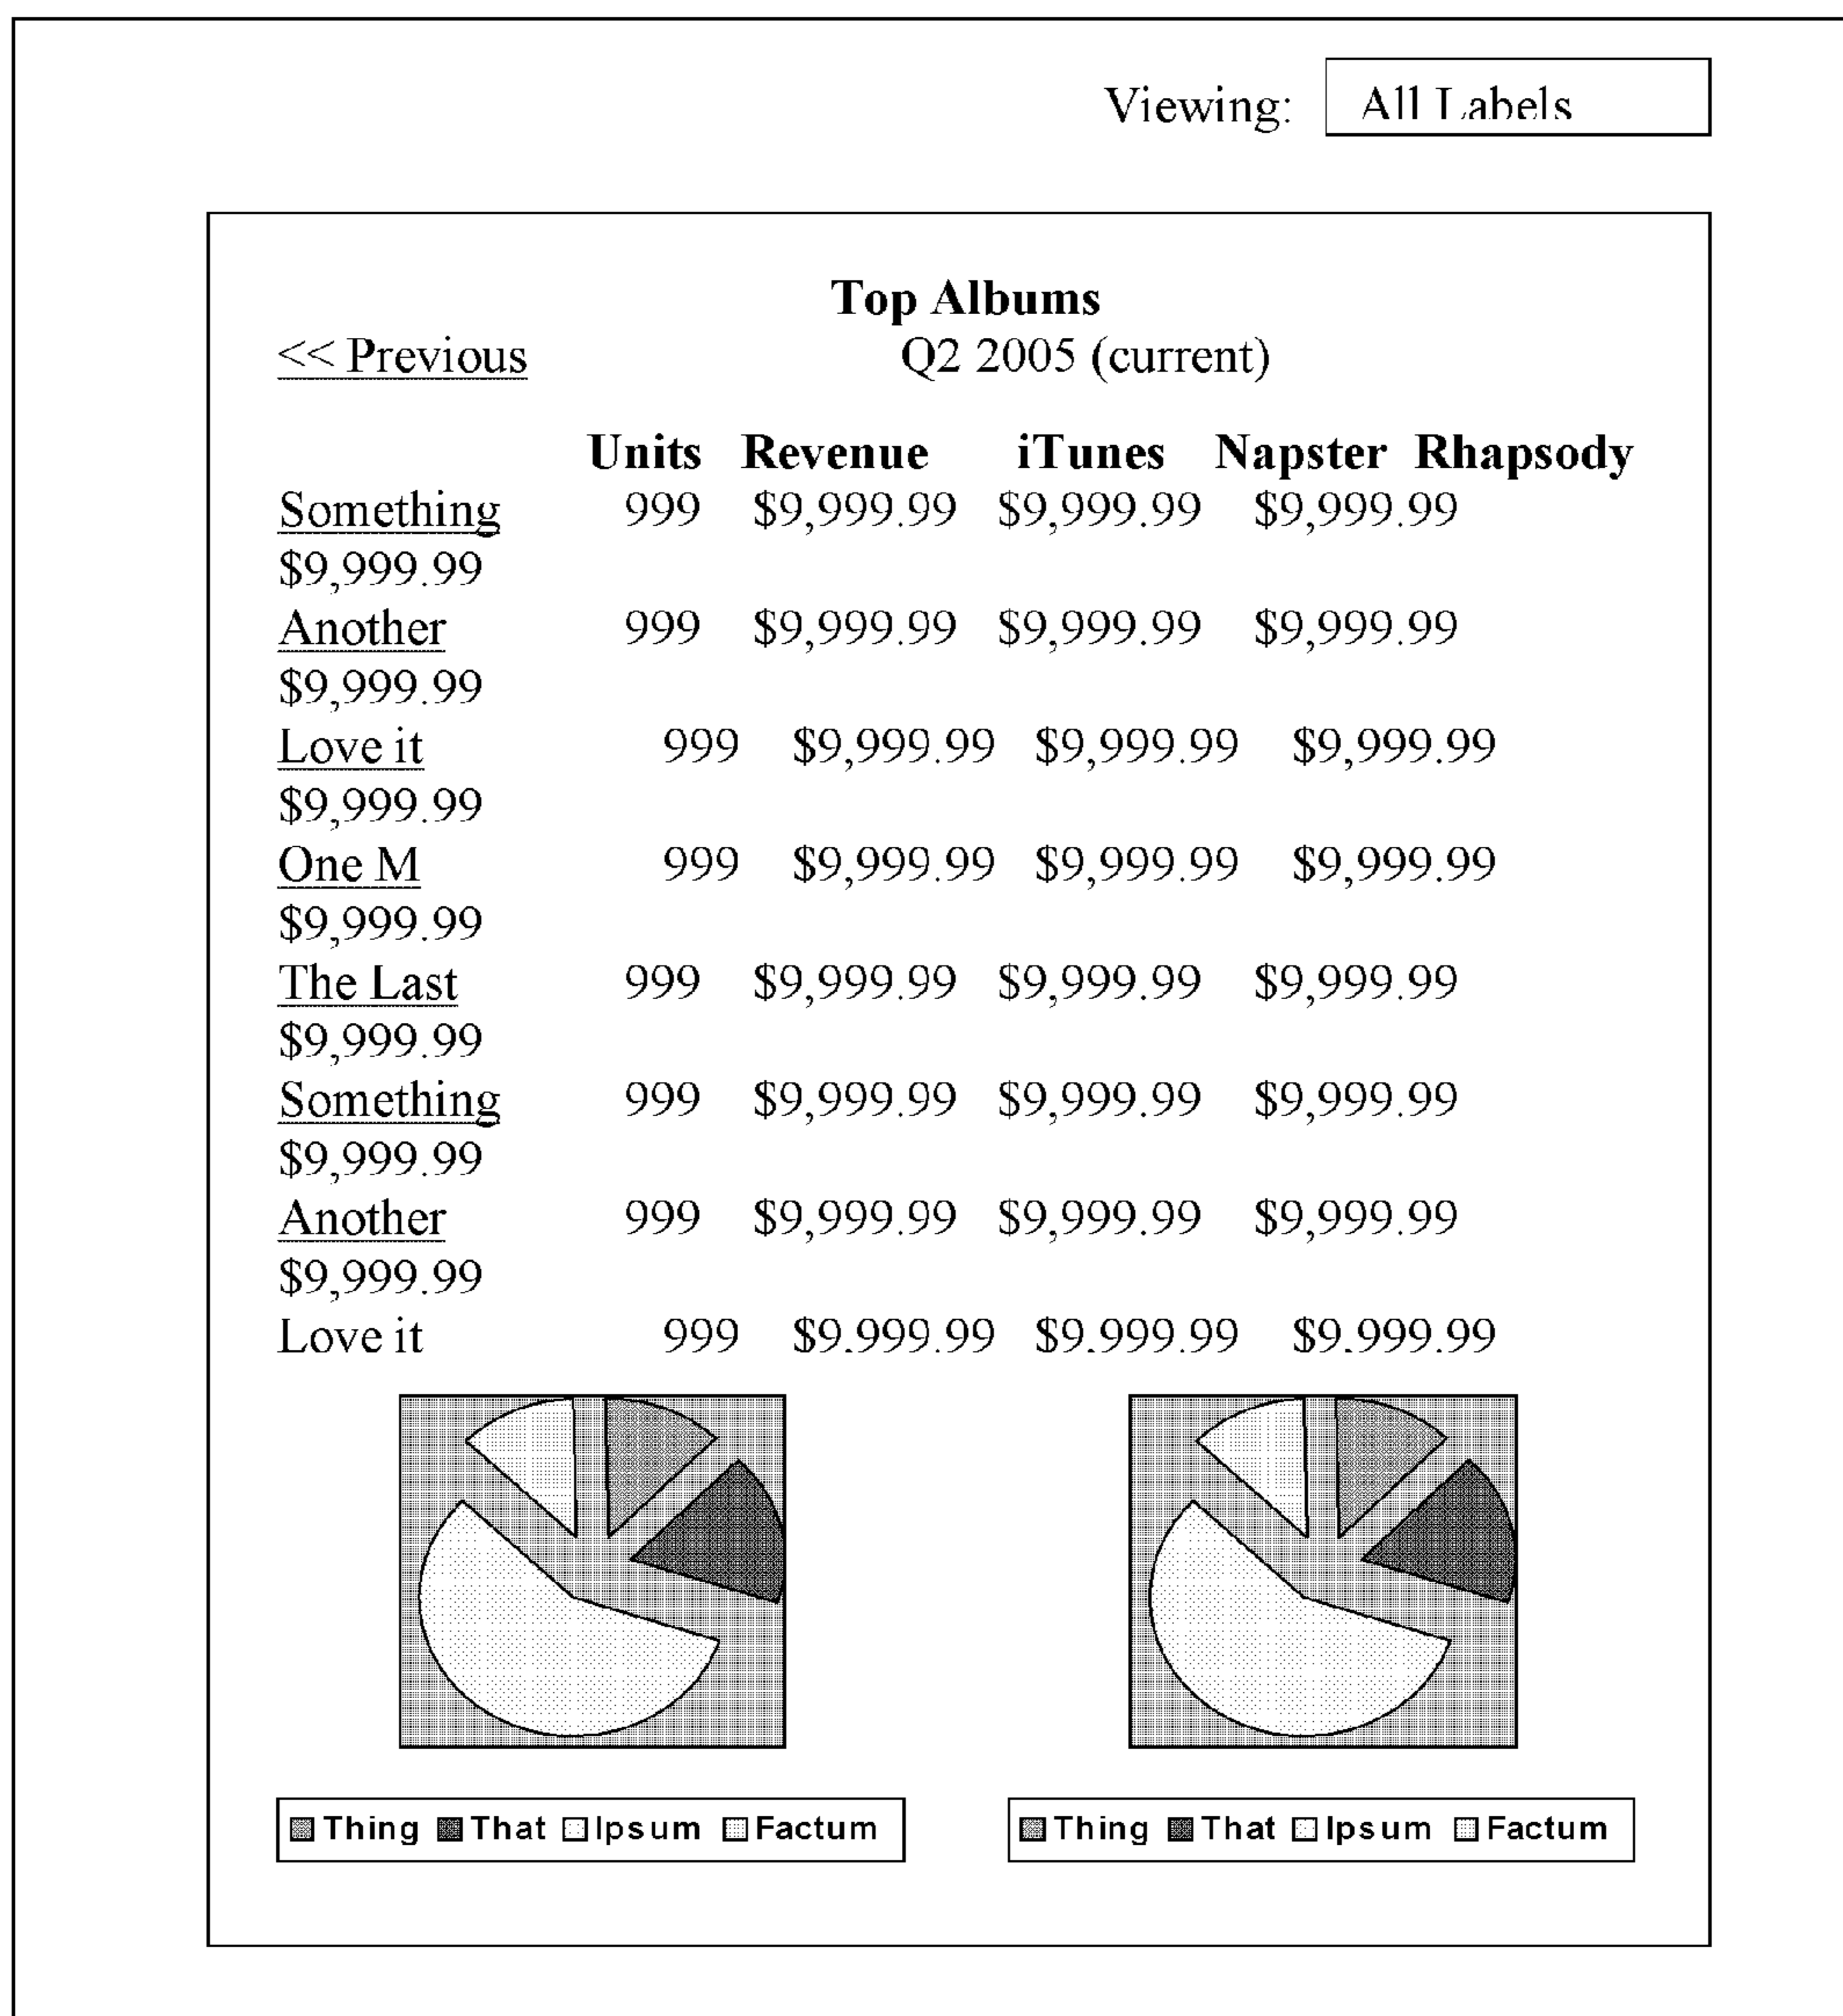 Viewing: All Labels
Top Albums
<< Previous Q2 2005 (current)
Units Revenue iTunes Napster Rhapsody
Something 999 $9,999.99 $9,999.99 $9,999.99
$9,999.99
Another 999 $9,999.99 $9,999.99 $9,999.99
$9,999.99
Love it 999 $9,999.99 $9,999.99 $9,999.99
$9,999.99
One M 999 $9,999.99 $9,999.99 $9,999.99
$9,999.99
The Last 999 $9,999.99 $9,999.99 $9,999.99
$9,999.99
Something 999 $9,999.99 $9,999.99 $9,999.99
$9,999.99
Another 999 $9,999.99 $9,999.99 $9,999.99
$9,999.99
Love it 999 $9,999.99 $9,999.99 $9,999.99
Thing That Ipsum Factum
Thing That Ipsum Factum